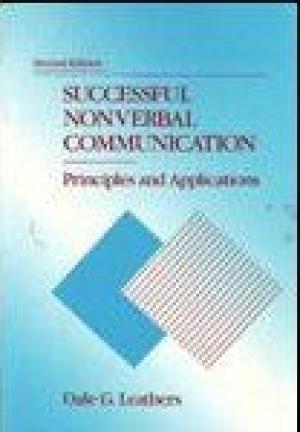 Second Edition
SUCCESSFUL
NONVERBAL
COMMUNICATION
Principles and Applications
Dale G. Leathers